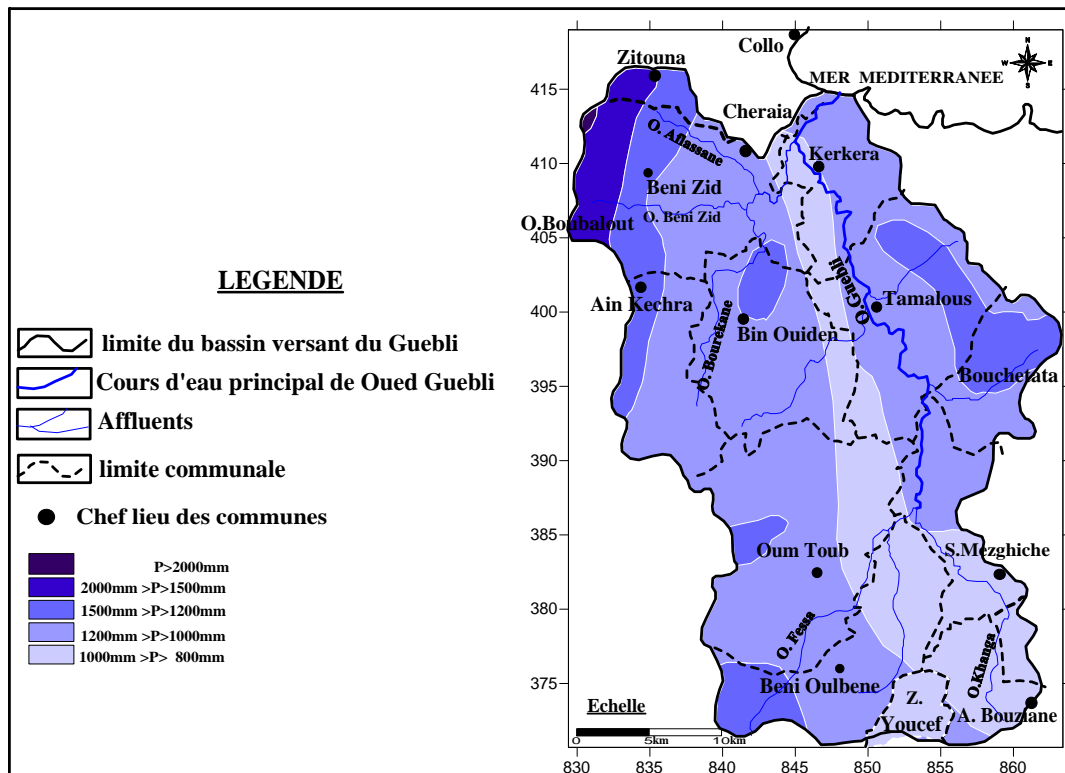 Collo
Zitouna
MER MEDITERRANEE
N
W
E
S
415
Cheraia
O. Aflassane
Kerkera
410
Beni Zid
O. Béni Zid
O.Boubalout
405
LEGENDE
O.Guebli
Ain Kechra
Tamalous
400
O. Bourekane
Bin Ouiden
limite du bassin versant du Guebli
Bouchetata
Cours d'eau principal de Oued Guebli
395
Affluents
limite communale
390
Chef lieu des communes
385
Oum Toub
S.Mezghiche
P>2000mm
2000mm >P>1500mm
1500mm >P>1200mm
380
1200mm >P>1000mm
O. Fessa
1000mm >P> 800mm
O.Khanga
375
Beni Oulbene
Echelle
Z.
Youcef
A. Bouziane
0 5km 10km
830 835 840 845 850 855 860